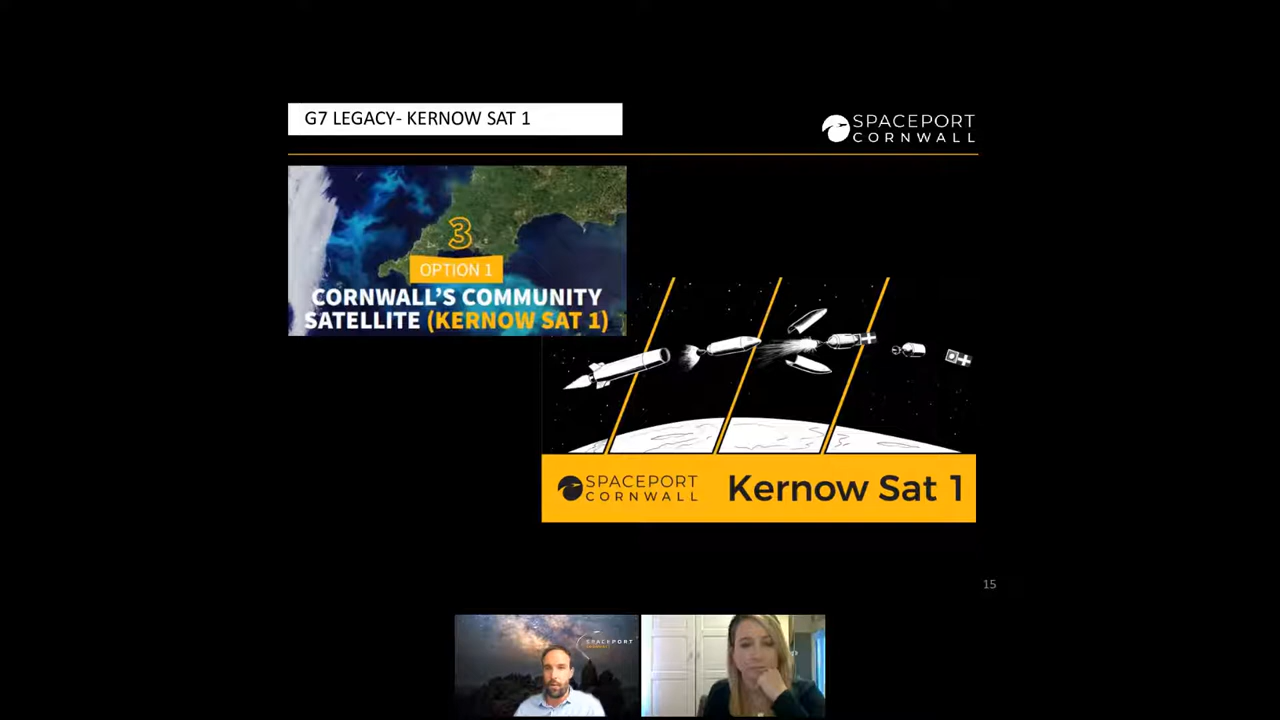 G7 LEGACY- KERNOW SAT 1
SPACEPORT
CORNWALL
3
OPTION 1
CORNWALL'S COMMUNITY
SATELLITE (KERNOW SAT 1)
SPACEPORT
CORNWALL
Kernow Sat 1
15
SPACEPORT